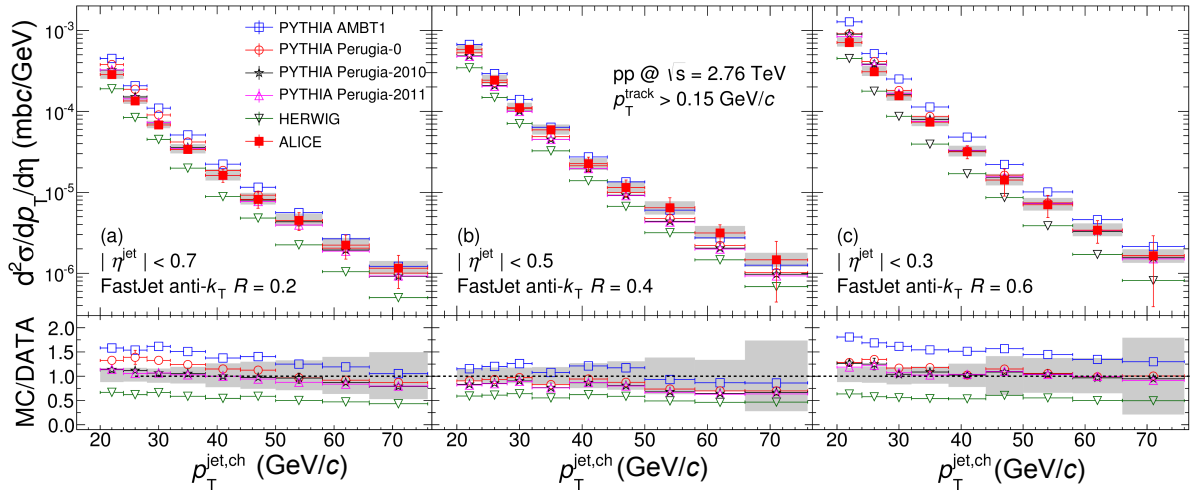 d²σ/dp_Tdη (mbc/GeV)
10⁻³
10⁻⁴
10⁻⁵
10⁻⁶
PYTHIA AMBT1
PYTHIA Perugia-0
PYTHIA Perugia-2010
PYTHIA Perugia-2011
HERWIG
ALICE
(a)
| η^jet | < 0.7
FastJet anti-k_T R = 0.2
pp @ √s = 2.76 TeV
p_T^track > 0.15 GeV/c
(b)
| η^jet | < 0.5
FastJet anti-k_T R = 0.4
(c)
| η^jet | < 0.3
FastJet anti-k_T R = 0.6
MC/DATA
2.0
1.5
1.0
0.5
0.0
20 30 40 50 60 70
20 30 40 50 60 70
20 30 40 50 60 70
p_T^jet,ch (GeV/c)
p_T^jet,ch (GeV/c)
p_T^jet,ch (GeV/c)